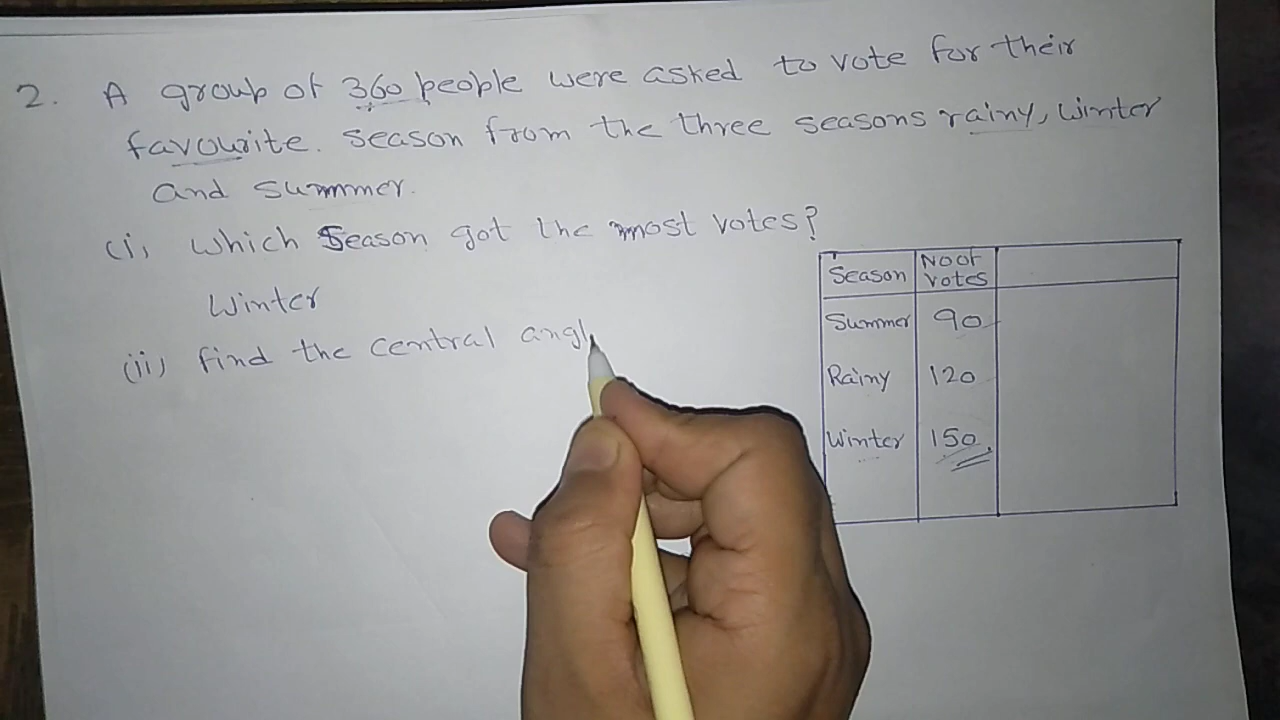 2. A group of 360 people were asked to vote for their
favourite. season from the three seasons rainy, winter
and summer.
(i) which Season got the most votes?
Winter
(ii) find the central angl
Season No of votes
Summer 90
Rainy 120
Winter 150